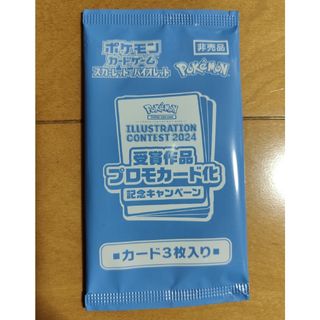 ポケモン
カードゲーム
スカーレット&バイオレット
非売品
POKÉMON
Pokémon
ILLUSTRATION
CONTEST 2024
受賞作品
プロモカード化
記念キャンペーン
■カード3枚入り■